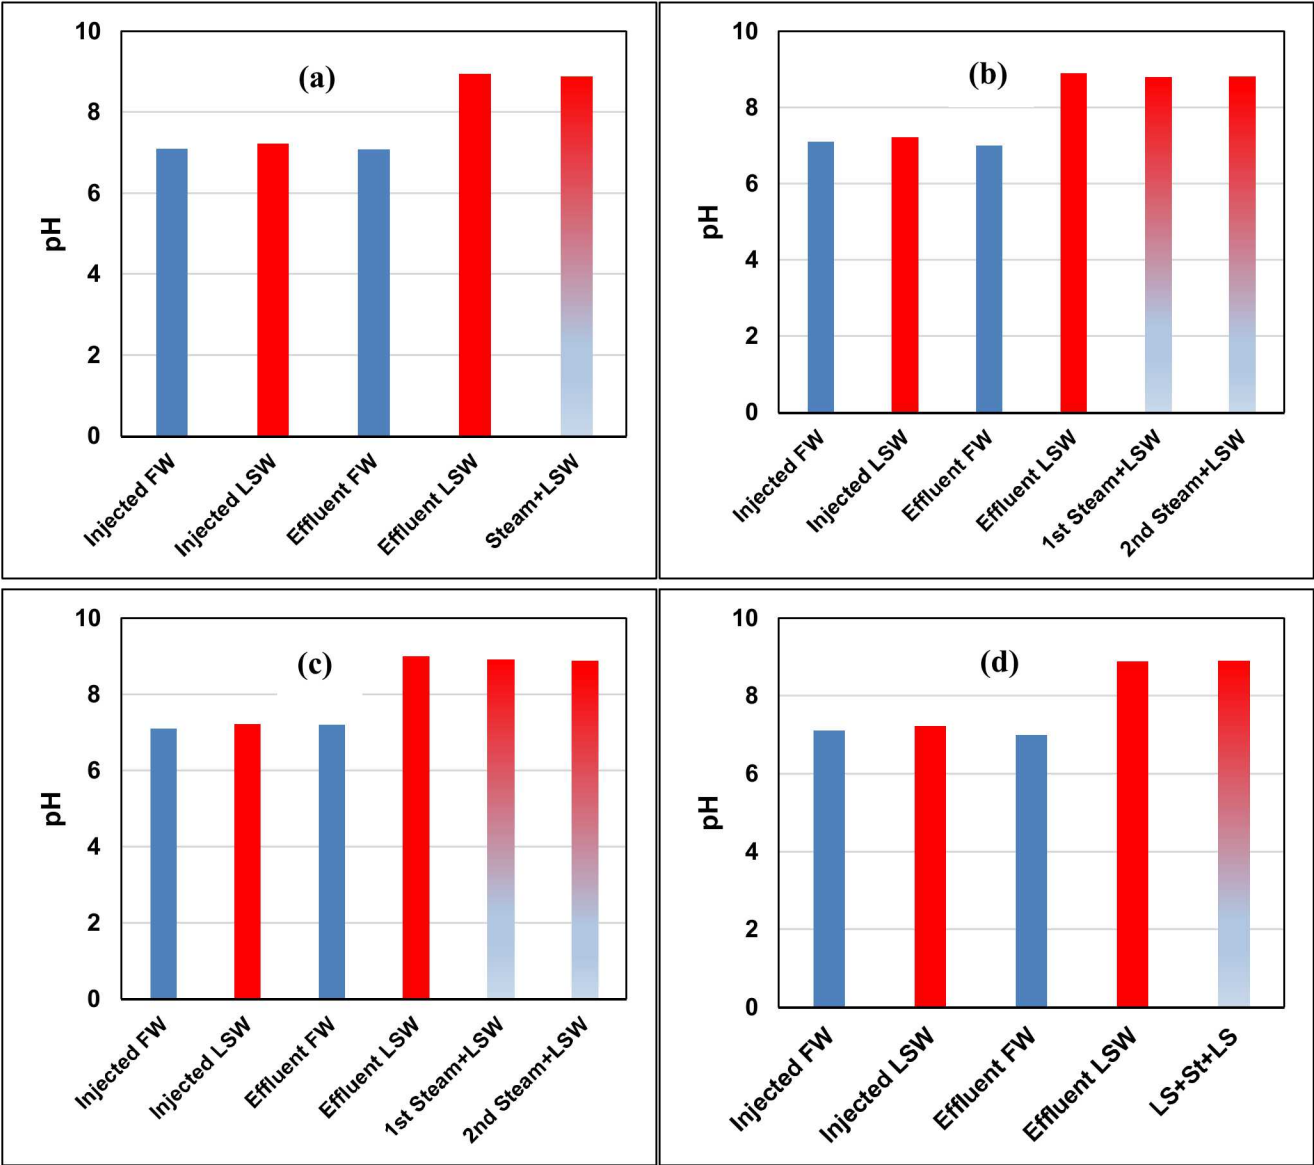 (a)
pH
10
8
6
4
2
0
Injected FW
Injected LSW
Effluent FW
Effluent LSW
Steam+LSW
(b)
pH
10
8
6
4
2
0
Injected FW
Injected LSW
Effluent FW
Effluent LSW
1st Steam+LSW
2nd Steam+LSW
(c)
pH
10
8
6
4
2
0
Injected FW
Injected LSW
Effluent FW
Effluent LSW
1st Steam+LSW
2nd Steam+LSW
(d)
pH
10
8
6
4
2
0
Injected FW
Injected LSW
Effluent FW
Effluent LSW
LS+St+LS